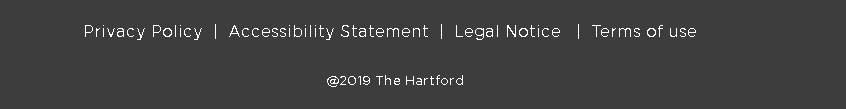 Privacy Policy | Accessibility Statement | Legal Notice | Terms of use
@2019 The Hartford